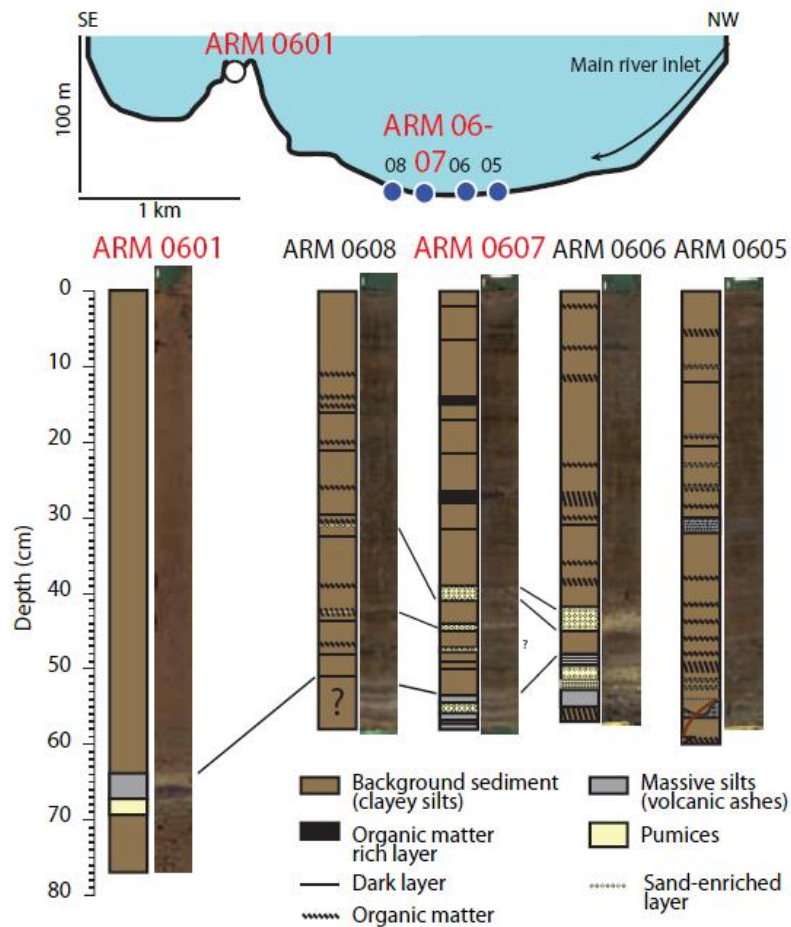 SE
NW
ARM 0601
Main river inlet
100 m
ARM 06-
07
08 06 05
1 km
ARM 0601 ARM 0608 ARM 0607 ARM 0606 ARM 0605
Depth (cm)
0
10
20
30
40
50
60
70
80
?
?
Background sediment
(clayey silts)
Organic matter
rich layer
Dark layer
Organic matter
Massive silts
(volcanic ashes)
Pumices
Sand-enriched
layer